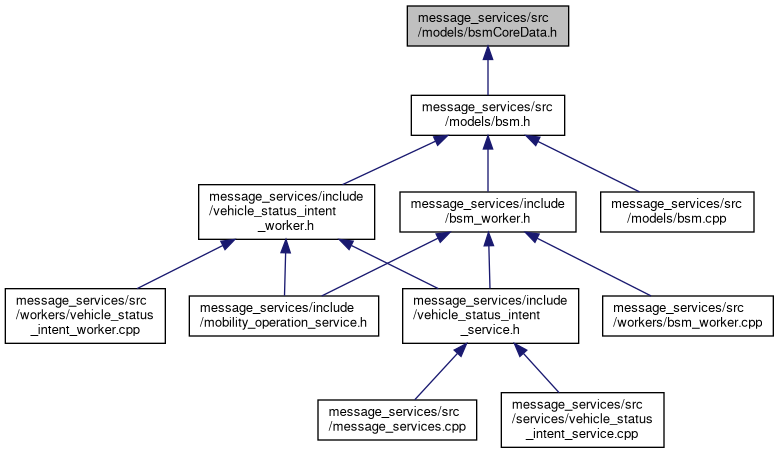 message_services/src
/models/bsmCoreData.h
message_services/src
/models/bsm.h
message_services/include
/vehicle_status_intent
_worker.h
message_services/include
/bsm_worker.h
message_services/src
/models/bsm.cpp
message_services/src
/workers/vehicle_status
_intent_worker.cpp
message_services/include
/mobility_operation_service.h
message_services/include
/vehicle_status_intent
_service.h
message_services/src
/workers/bsm_worker.cpp
message_services/src
/message_services.cpp
message_services/src
/services/vehicle_status
_intent_service.cpp